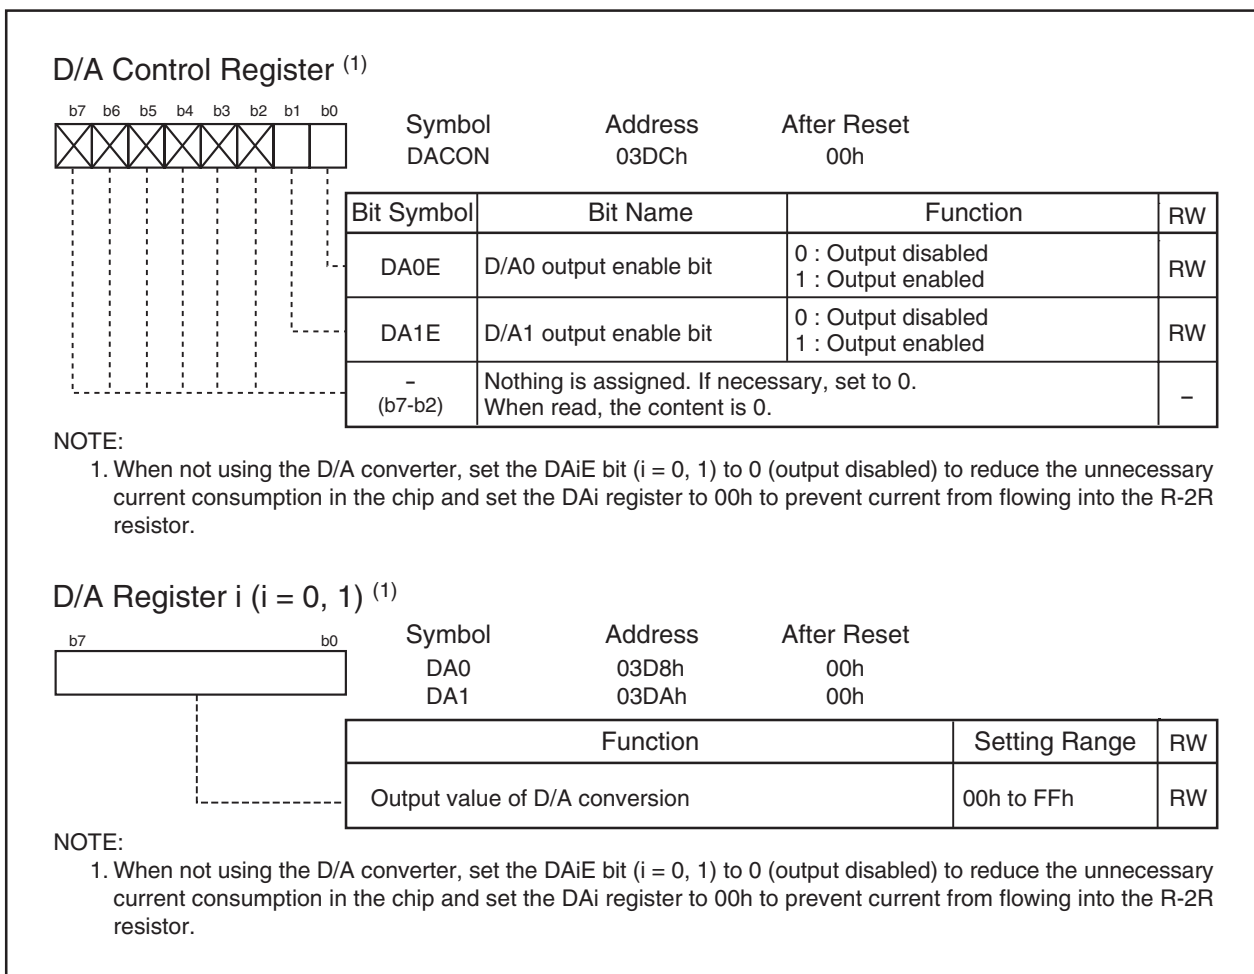 D/A Control Register (1)
b7 b6 b5 b4 b3 b2 b1 b0
Symbol Address After Reset
DACON 03DCh 00h
Bit Symbol Bit Name Function RW
DA0E D/A0 output enable bit 0 : Output disabled
1 : Output enabled RW
DA1E D/A1 output enable bit 0 : Output disabled
1 : Output enabled RW
– Nothing is assigned. If necessary, set to 0.
(b7-b2) When read, the content is 0. –
NOTE:
1. When not using the D/A converter, set the DAiE bit (i = 0, 1) to 0 (output disabled) to reduce the unnecessary
current consumption in the chip and set the DAi register to 00h to prevent current from flowing into the R-2R
resistor.
D/A Register i (i = 0, 1) (1)
b7 b0
Symbol Address After Reset
DA0 03D8h 00h
DA1 03DAh 00h
Function Setting Range RW
Output value of D/A conversion 00h to FFh RW
NOTE:
1. When not using the D/A converter, set the DAiE bit (i = 0, 1) to 0 (output disabled) to reduce the unnecessary
current consumption in the chip and set the DAi register to 00h to prevent current from flowing into the R-2R
resistor.